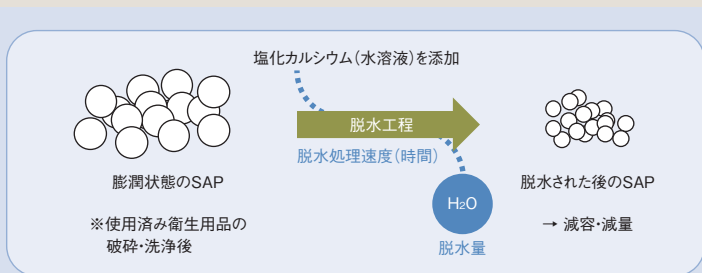 塩化カルシウム(水溶液)を添加
脱水工程
脱水処理速度(時間)
膨潤状態のSAP
H₂O
脱水された後のSAP
※使用済み衛生用品の
破砕・洗浄後
脱水量
→ 減容・減量